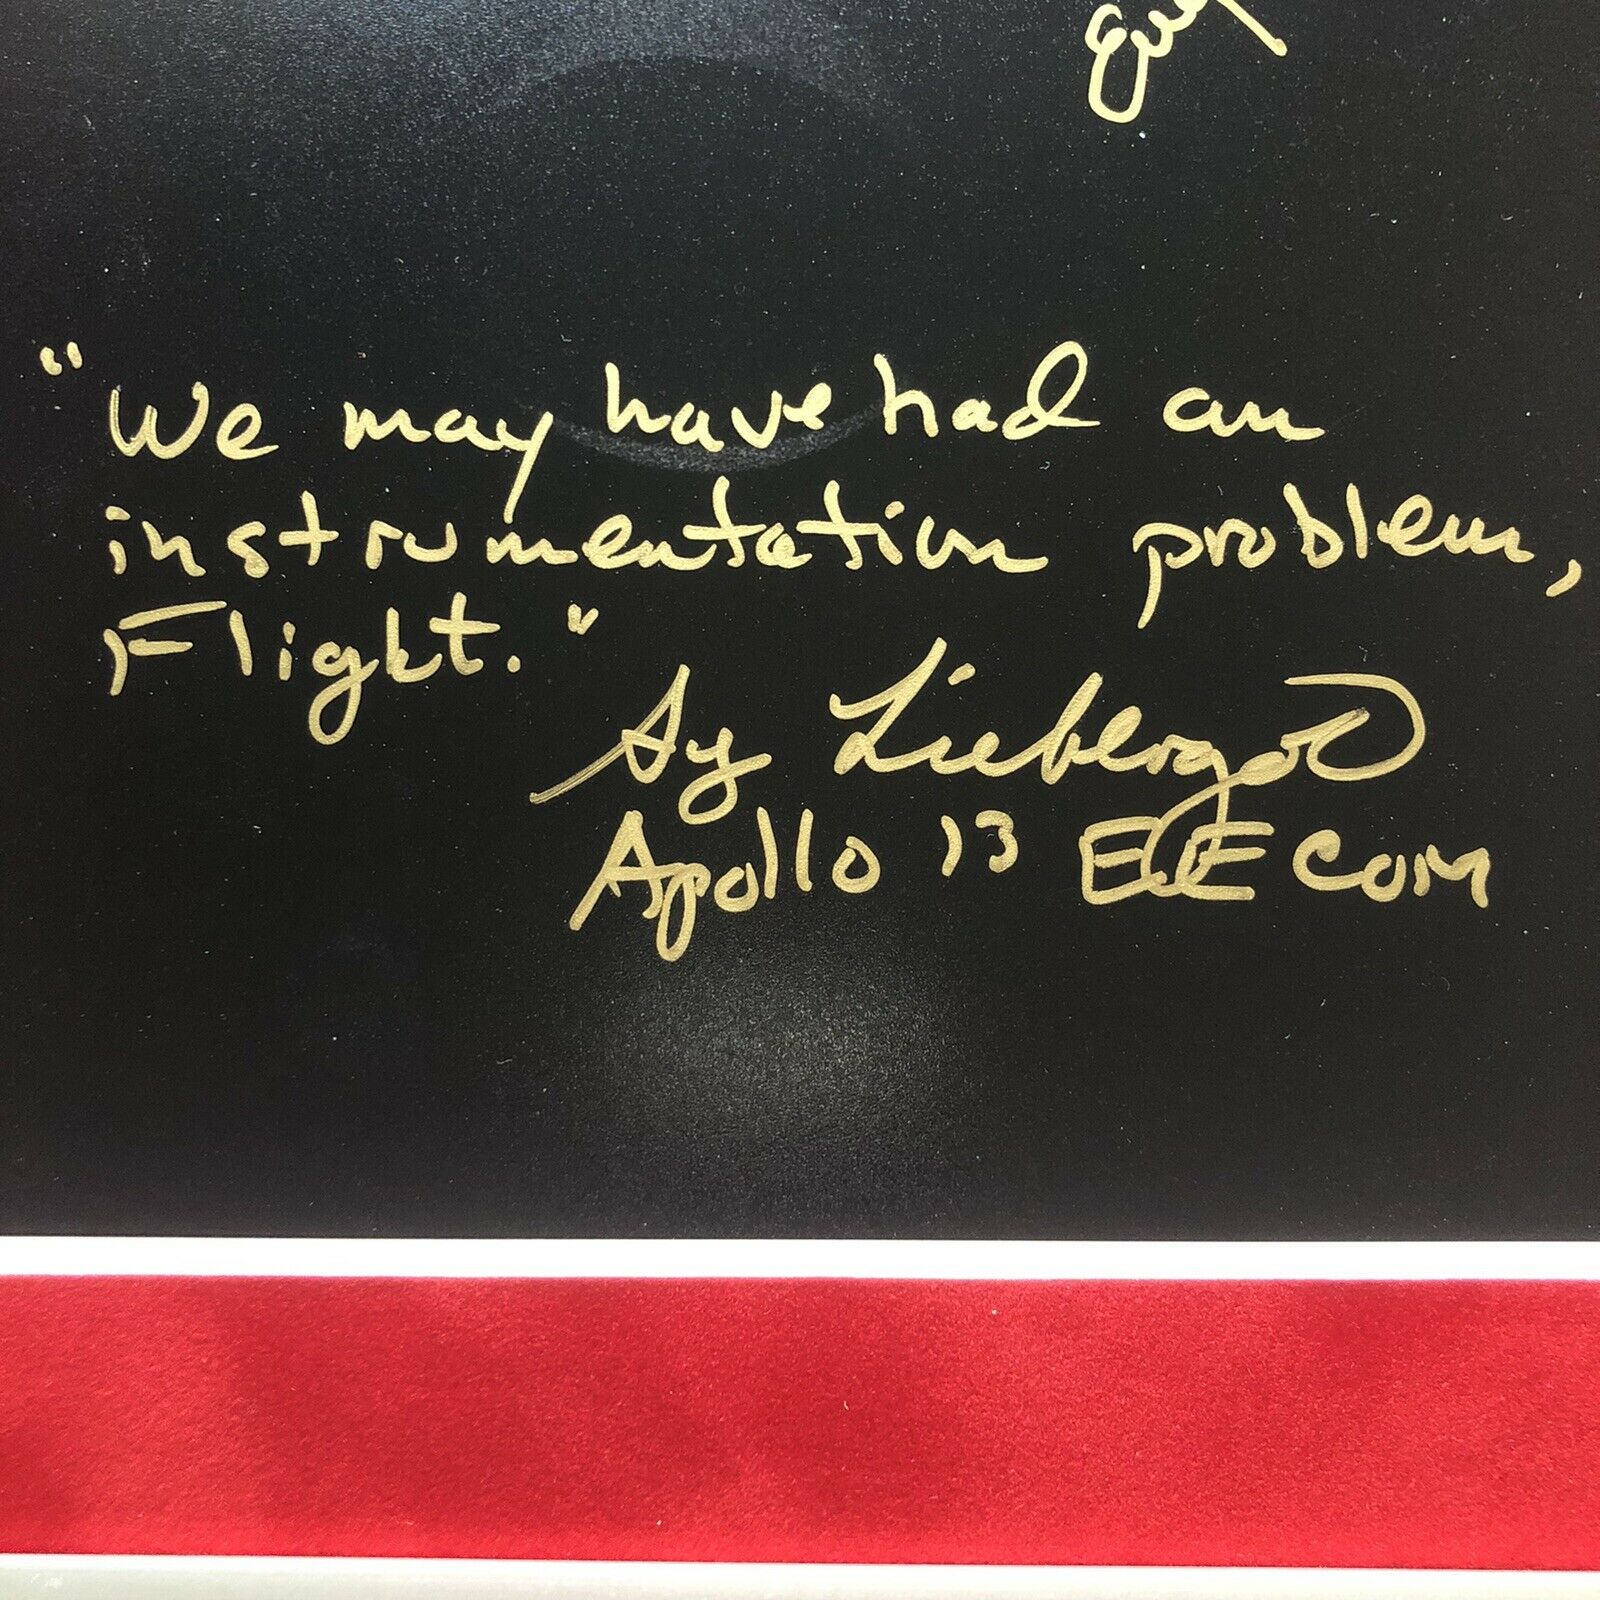 "We may have had an
instrumentation problem,
Flight."
Sy Liebergot
Apollo 13 EECOM